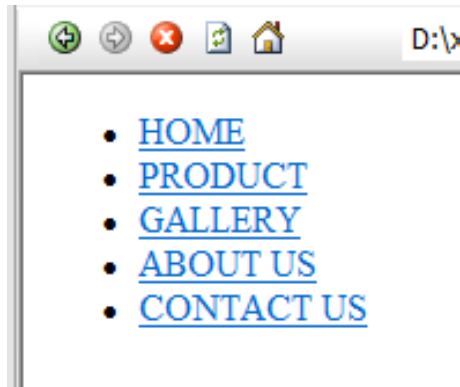 D:\x
HOME
PRODUCT
GALLERY
ABOUT US
CONTACT US